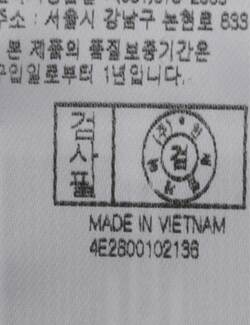 주소 : 서울시 강남구 논현로 833
본 제품의 품질보증기간은
구입일로부터 1년입니다.
검사필
검
MADE IN VIETNAM
4E2800102136